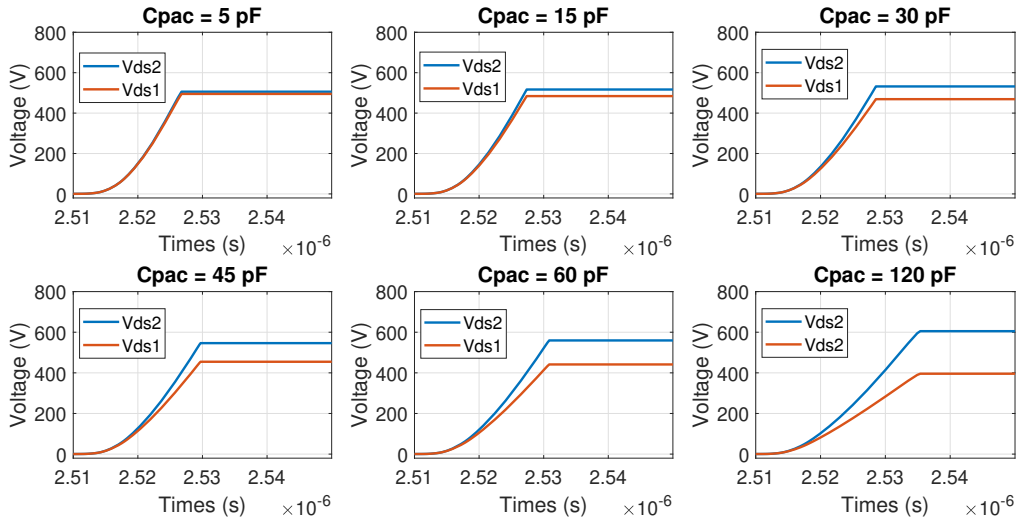 Cpac = 5 pF
800
600
400
200
0
Voltage (V)
Vds2
Vds1
2.51
2.52
2.53
2.54
Times (s)
×10-6
Cpac = 15 pF
800
600
400
200
0
Voltage (V)
Vds2
Vds1
2.51
2.52
2.53
2.54
Times (s)
×10-6
Cpac = 30 pF
800
600
400
200
0
Voltage (V)
Vds2
Vds1
2.51
2.52
2.53
2.54
Times (s)
×10-6
Cpac = 45 pF
800
600
400
200
0
Voltage (V)
Vds2
Vds1
2.51
2.52
2.53
2.54
Times (s)
×10-6
Cpac = 60 pF
800
600
400
200
0
Voltage (V)
Vds2
Vds1
2.51
2.52
2.53
2.54
Times (s)
×10-6
Cpac = 120 pF
800
600
400
200
0
Voltage (V)
Vds2
Vds2
2.51
2.52
2.53
2.54
Times (s)
×10-6